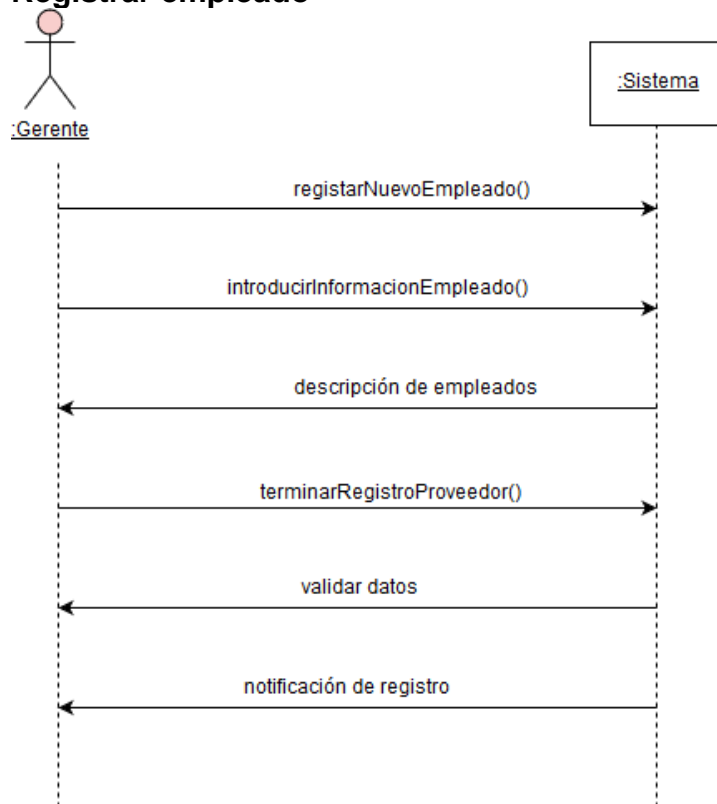 Registrar empleado
:Gerente
:Sistema
registarNuevoEmpleado()
introducirInformacionEmpleado()
descripción de empleados
terminarRegistroProveedor()
validar datos
notificación de registro